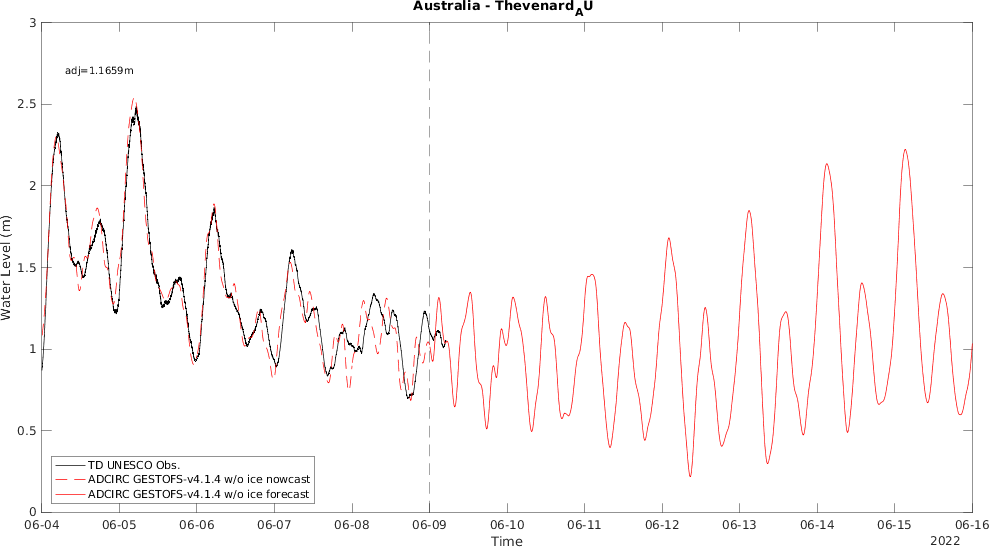 Australia - Thevenard_AU
adj=1.1659m
Water Level (m)
3
2.5
2
1.5
1
0.5
0
TD UNESCO Obs.
ADCIRC GESTOFS-v4.1.4 w/o ice nowcast
ADCIRC GESTOFS-v4.1.4 w/o ice forecast
06-04 06-05 06-06 06-07 06-08 06-09 06-10 06-11 06-12 06-13 06-14 06-15 06-16
Time
2022